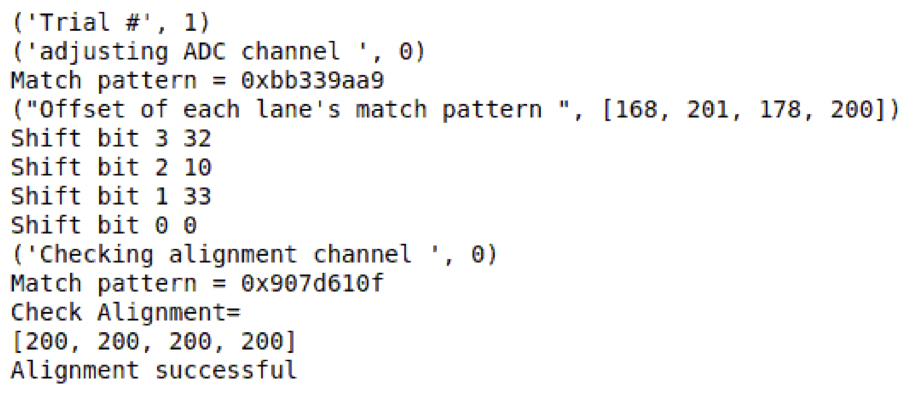 ('Trial #', 1)
('adjusting ADC channel ', 0)
Match pattern = 0xbb339aa9
("Offset of each lane's match pattern ", [168, 201, 178, 200])
Shift bit 3 32
Shift bit 2 10
Shift bit 1 33
Shift bit 0 0
('Checking alignment channel ', 0)
Match pattern = 0x907d610f
Check Alignment=
[200, 200, 200, 200]
Alignment successful